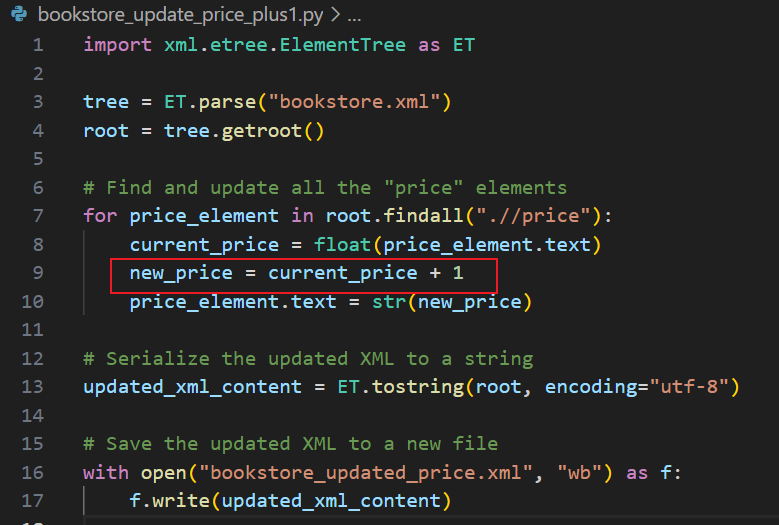 bookstore_update_price_plus1.py > ...
1 import xml.etree.ElementTree as ET
2
3 tree = ET.parse("bookstore.xml")
4 root = tree.getroot()
5
6 # Find and update all the "price" elements
7 for price_element in root.findall(".//price"):
8     current_price = float(price_element.text)
9     new_price = current_price + 1
10     price_element.text = str(new_price)
11
12 # Serialize the updated XML to a string
13 updated_xml_content = ET.tostring(root, encoding="utf-8")
14
15 # Save the updated XML to a new file
16 with open("bookstore_updated_price.xml", "wb") as f:
17     f.write(updated_xml_content)